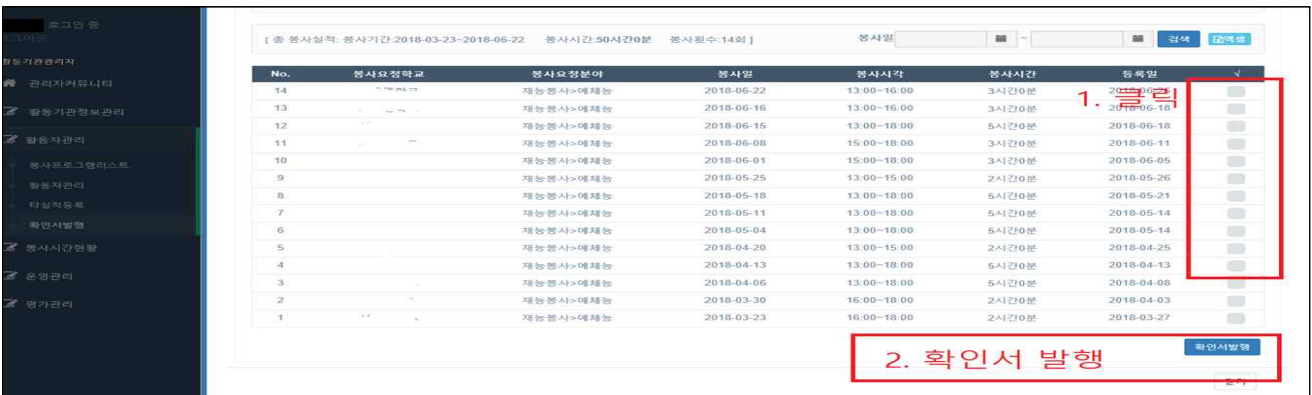 로그인 중
로그아웃
활동기관관리자
관리자커뮤니티
활동기관정보관리
활동자관리
봉사프로그램리스트
활동자관리
타실적등록
확인서발행
봉사시간현황
운영관리
평가관리
[ 총 봉사실적: 봉사기간:2018-03-23~2018-06-22 봉사시간:50시간0분 봉사횟수:14회 ] 봉사일 ~ 검색 엑셀
No. 봉사요청학교 봉사요청분야 봉사일 봉사시각 봉사시간 등록일 √
14 재능봉사>예체능 2018-06-22 13:00~16:00 3시간0분 2018-06-26
13 재능봉사>예체능 2018-06-16 13:00~16:00 3시간0분 2018-06-18
12 재능봉사>예체능 2018-06-15 13:00~18:00 5시간0분 2018-06-18
11 재능봉사>예체능 2018-06-08 15:00~18:00 3시간0분 2018-06-11
10 재능봉사>예체능 2018-06-01 15:00~18:00 3시간0분 2018-06-05
9 재능봉사>예체능 2018-05-25 13:00~15:00 2시간0분 2018-05-26
8 재능봉사>예체능 2018-05-18 13:00~18:00 5시간0분 2018-05-21
7 재능봉사>예체능 2018-05-11 13:00~18:00 5시간0분 2018-05-14
6 재능봉사>예체능 2018-05-04 13:00~18:00 5시간0분 2018-05-14
5 재능봉사>예체능 2018-04-20 13:00~15:00 2시간0분 2018-04-25
4 재능봉사>예체능 2018-04-13 13:00~18:00 5시간0분 2018-04-13
3 재능봉사>예체능 2018-04-06 13:00~18:00 5시간0분 2018-04-08
2 재능봉사>예체능 2018-03-30 16:00~18:00 2시간0분 2018-04-03
1 재능봉사>예체능 2018-03-23 16:00~18:00 2시간0분 2018-03-27
1. 클릭
확인서발행
2. 확인서 발행